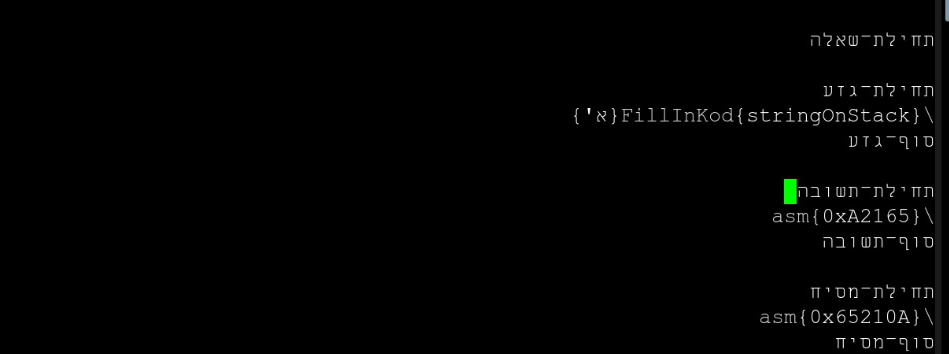 תחילת־שאלה
תחילת־גזע
\FillInKod{stringOnStack}{א'}
סוף־גזע
תחילת־תשובה
\asm{0xA2165}
סוף־תשובה
תחילת־מסיח
\asm{0x65210A}
סוף־מסיח